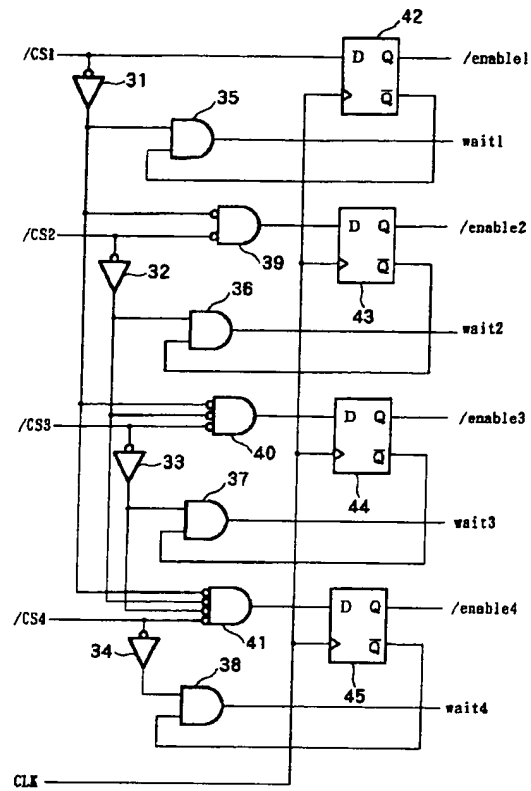 42
/CS1 D Q /enable1
31
35 Q
wait1
/CS2 D Q /enable2
32 39 Q
36 43
wait2
/CS3 D Q /enable3
40
33 Q
37 44
wait3
/CS4 D Q /enable4
41
34 Q
38 45
wait4
CLK